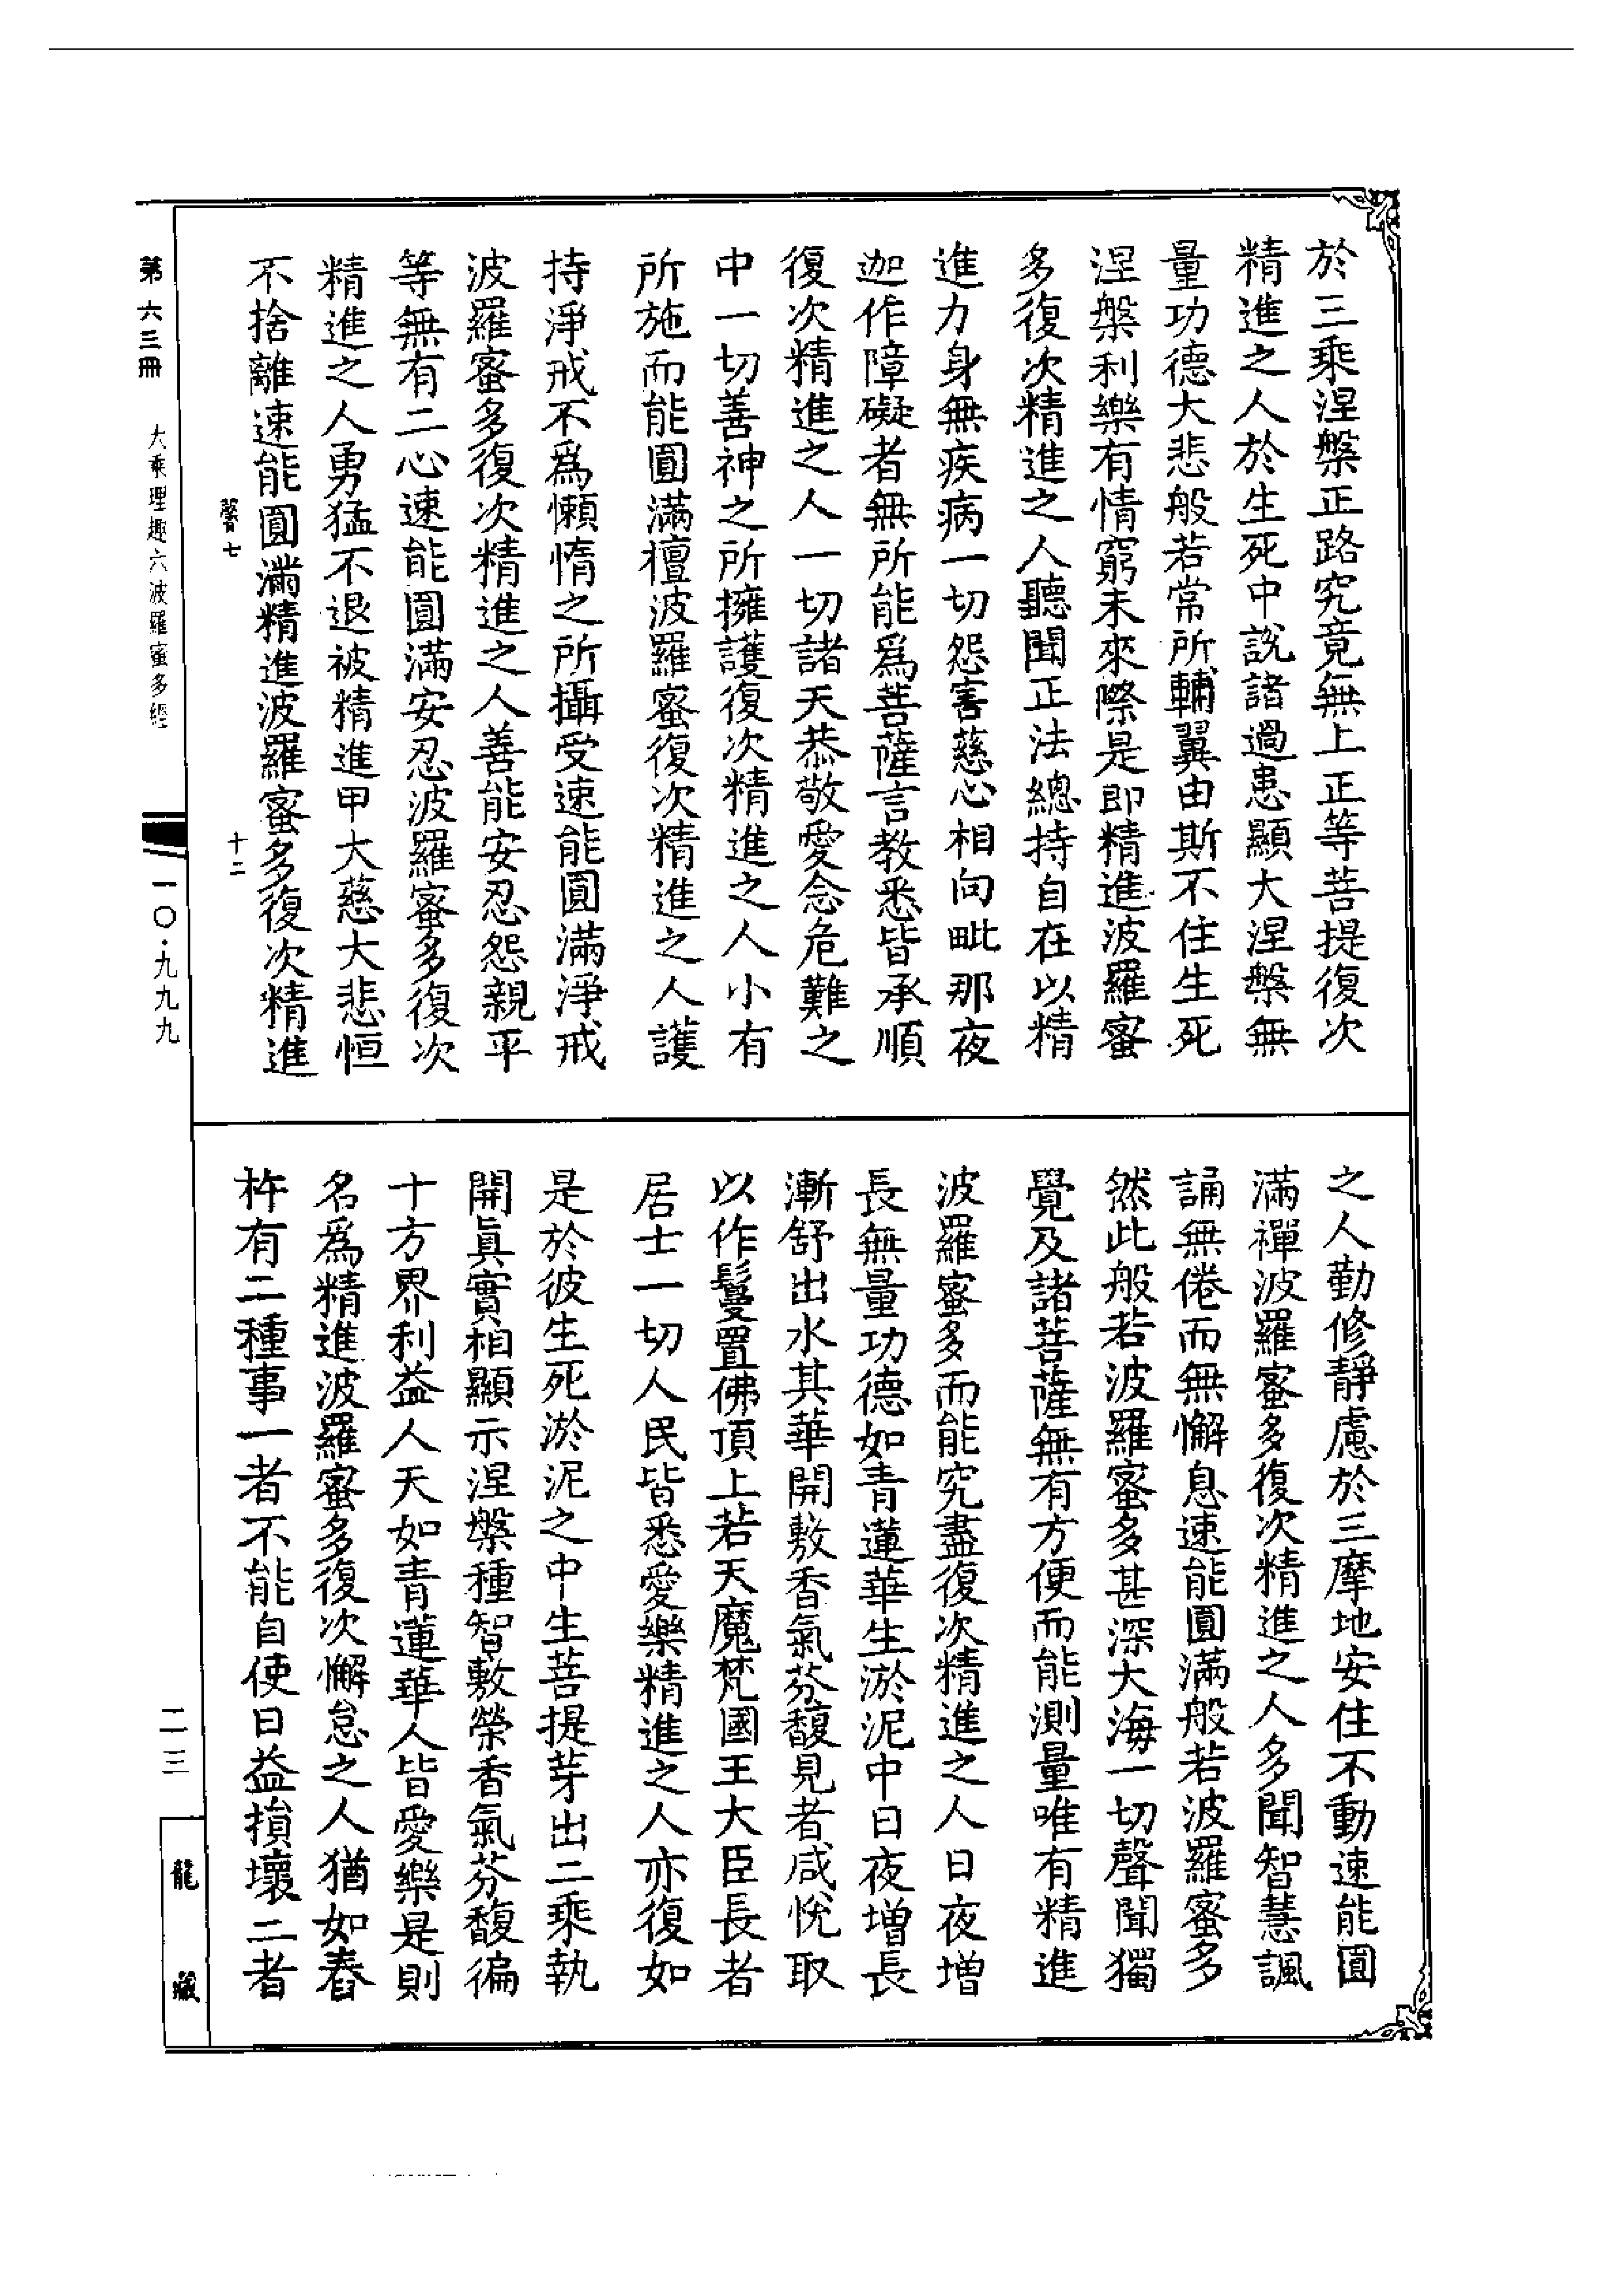 於三乘涅槃正路究竟無上正等菩提復次
精進之人於生死中說諸過患顯大涅槃無
量功德大悲般若常所輔翼由斯不住生死
涅槃利樂有情窮未來際是即精進波羅蜜
多復次精進之人聽聞正法總持自在以精
進力身無疾病一切怨害慈心相向毗那夜
迦作障礙者無所能爲菩薩言教悉皆承順
復次精進之人一切諸天恭敬愛念危難之
中一切善神之所擁護復次精進之人小有
所施而能圓滿檀波羅蜜復次精進之人護
持淨戒不爲懶惰之所攝受速能圓滿淨戒
波羅蜜多復次精進之人善能安忍怨親平
等無有二心速能圓滿安忍波羅蜜多復次
精進之人勇猛不退被精進甲大慈大悲恒
不捨離速能圓滿精進波羅蜜多復次精進
之人勤修靜慮於三摩地安住不動速能圓
滿禪波羅蜜多復次精進之人多聞智慧諷
誦無倦而無懈息速能圓滿般若波羅蜜多
然此般若波羅蜜多甚深大海一切聲聞獨
覺及諸菩薩無有方便而能測量唯有精進
波羅蜜多而能究盡復次精進之人日夜增
長無量功德如青蓮華生淤泥中日夜增長
漸舒出水其華開敷香氣芬馥見者咸悅取
以作鬘置佛頂上若天魔梵國王大臣長者
居士一切人民皆悉愛樂精進之人亦復如
是於彼生死淤泥之中生菩提芽出二乘執
開眞實相顯示涅槃種智敷榮香氣芬馥徧
十方界利益人天如青蓮華人皆愛樂是則
名爲精進波羅蜜多復次懈怠之人猶如舂
杵有二種事一者不能自使日益損壞二者
馨七
十二
第六三冊
大乘理趣六波羅蜜多經
一〇·九九九
二三
龍藏